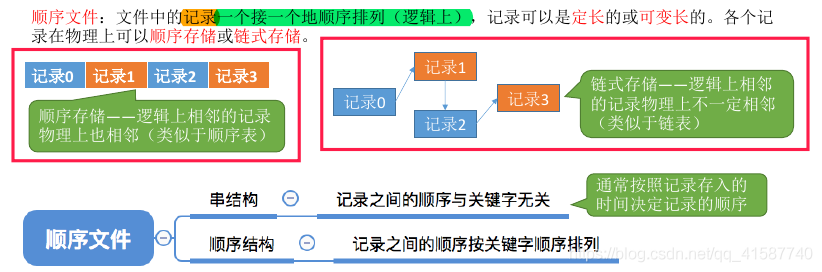 顺序文件：文件中的记录一个接一个地顺序排列（逻辑上），记录可以是定长的或可变长的。各个记
录在物理上可以顺序存储或链式存储。
记录0 记录1 记录2 记录3
顺序存储——逻辑上相邻的记录
物理上也相邻（类似于顺序表）
记录0
记录1
记录2
记录3
链式存储——逻辑上相邻
的记录物理上不一定相邻
（类似于链表）
顺序文件
串结构
记录之间的顺序与关键字无关
通常按照记录存入的
时间决定记录的顺序
顺序结构
记录之间的顺序按关键字顺序排列
https://blog.csdn.net/qq_41587740